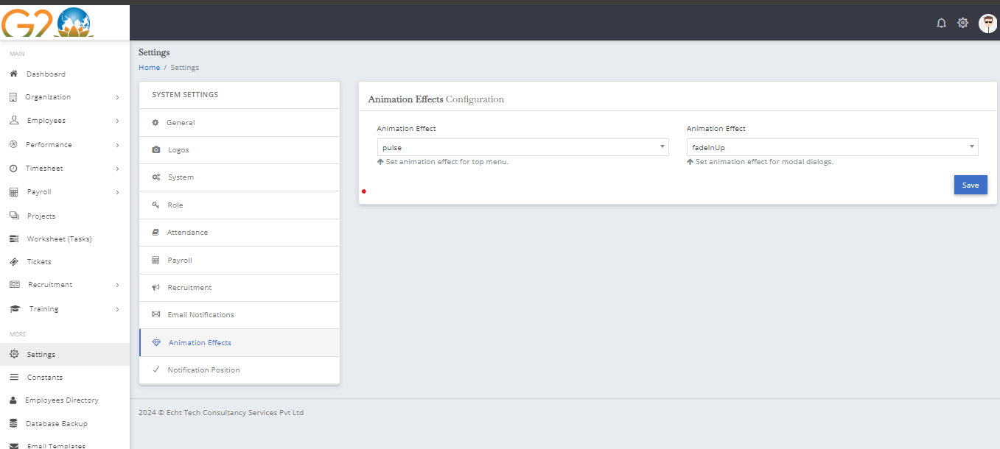 G20
MAIN
Dashboard
Organization
Employees
Performance
Timesheet
Payroll
Projects
Worksheet (Tasks)
Tickets
Recruitment
Training
MORE
Settings
Constants
Employees Directory
Database Backup
Email Templates
Settings
Home / Settings
SYSTEM SETTINGS
General
Logos
System
Role
Attendance
Payroll
Recruitment
Email Notifications
Animation Effects
Notification Position
Animation Effects Configuration
Animation Effect
pulse
Set animation effect for top menu.
Animation Effect
fadeInUp
Set animation effect for modal dialogs.
Save
2024 © Echt Tech Consultancy Services Pvt Ltd